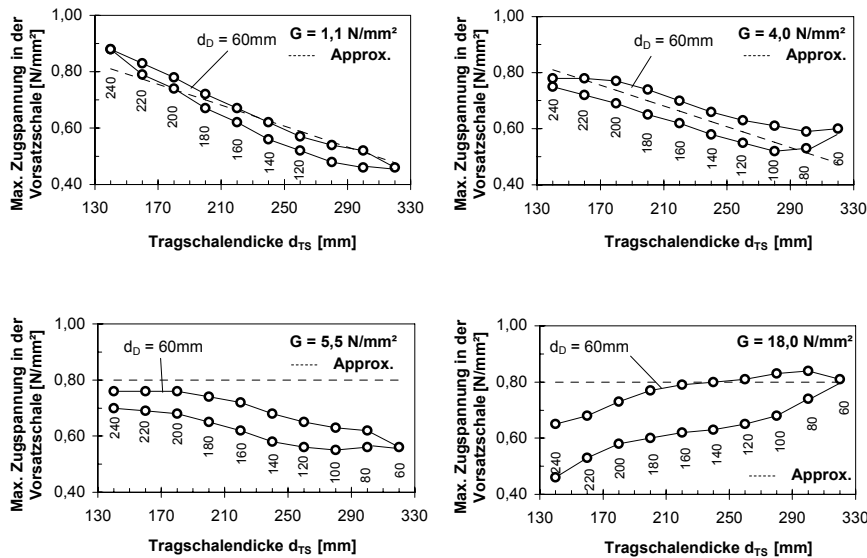 Max. Zugspannung in der
Vorsatzschale [N/mm²]
1,00
0,80
0,60
0,40
d_D = 60mm
G = 1,1 N/mm²
Approx.
240
220
200
180
160
140
120
130 170 210 250 290 330
Tragschalendicke d_TS [mm]
Max. Zugspannung in der
Vorsatzschale [N/mm²]
1,00
0,80
0,60
0,40
d_D = 60mm
G = 4,0 N/mm²
Approx.
240
220
200
180
160
140
120
100
80
60
130 170 210 250 290 330
Tragschalendicke d_TS [mm]
Max. Zugspannung in der
Vorsatzschale [N/mm²]
1,00
0,80
0,60
0,40
d_D = 60mm
G = 5,5 N/mm²
Approx.
240
220
200
180
160
140
120
100
80
60
130 170 210 250 290 330
Tragschalendicke d_TS [mm]
Max. Zugspannung in der
Vorsatzschale [N/mm²]
1,00
0,80
0,60
0,40
d_D = 60mm
G = 18,0 N/mm²
240
220
200
180
160
140
120
100
80
60
Approx.
130 170 210 250 290 330
Tragschalendicke d_TS [mm]